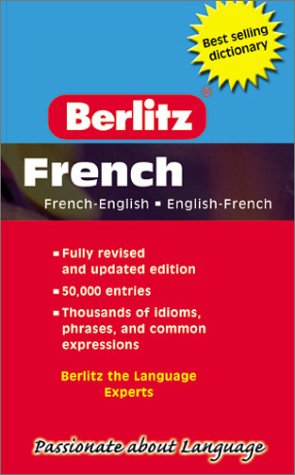 Best selling
dictionary
Berlitz®
French
French-English ▪ English-French
▪ Fully revised
and updated edition
▪ 50,000 entries
▪ Thousands of idioms,
phrases, and common
expressions
Berlitz the Language
Experts
Passionate about Language